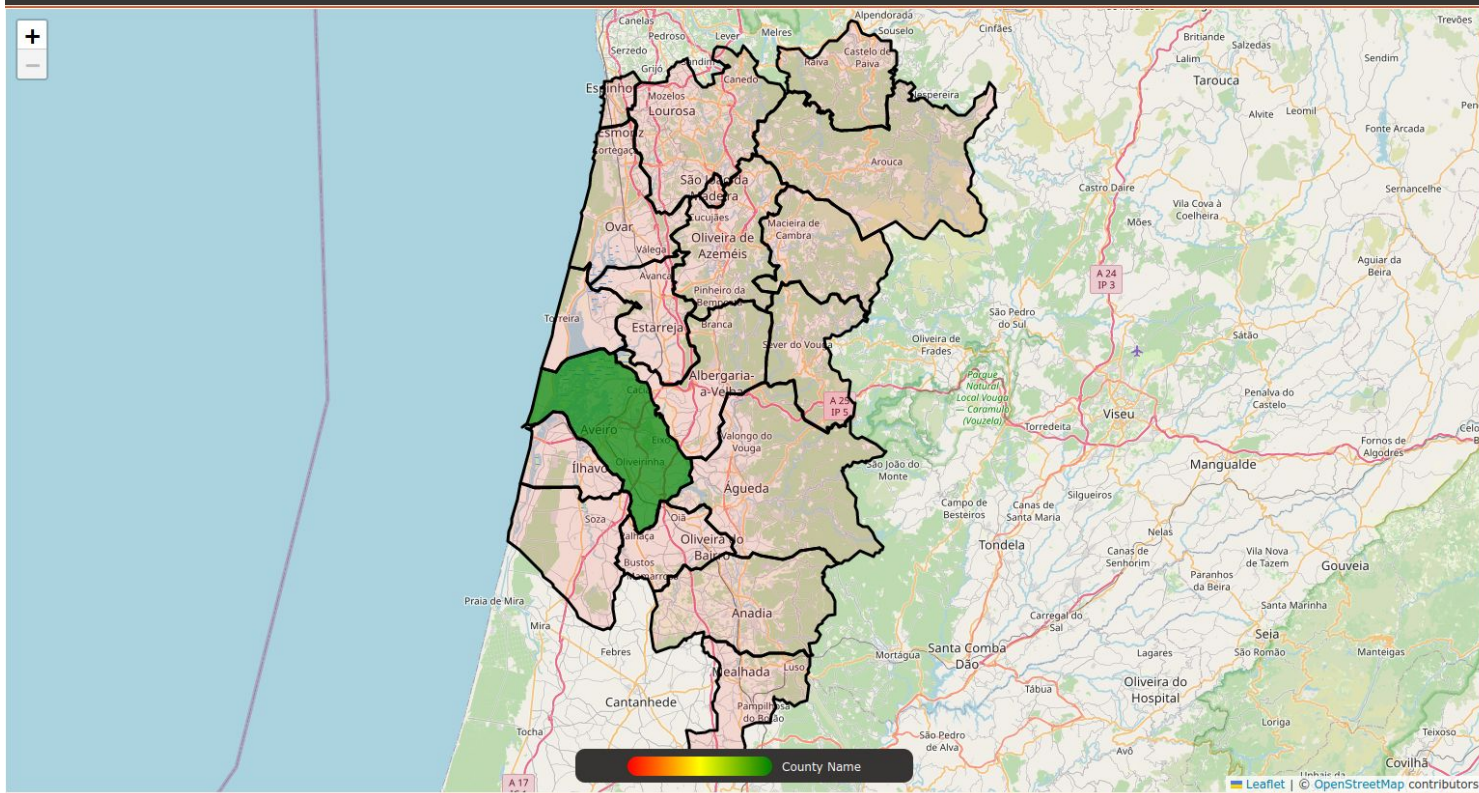 Canelas
Pedroso
Lever
Melres
Alpendorada
Souselo
Cinfães
Britiande
Salzedas
Sendim
Trevões
Serzedo
Grijó
Sandim
Raiva
Castelo de
Paiva
Lalim
Tarouca
+
−
Espinho
Mozelos
Canedo
Nespereira
Lourosa
Alvite
Leomil
Fonte Arcada
Esmoriz
Cortegaça
Arouca
São João da
Madeira
Castro Daire
Sernancelhe
Cucujães
Vila Cova à
Coelheira
Ovar
Macieira de
Cambra
Mões
Oliveira de
Azeméis
Válega
Aguiar da
Beira
Avanca
A 24
IP 3
Pinheiro da
Bemposta
Torreira
Estarreja
Branca
São Pedro
do Sul
Sever do Vouga
Oliveira de
Frades
Sátão
Albergaria-
a-Velha
Parque
Natural
Local Vouga
— Caramulo
(Vouzela)
Penalva do
Castelo
A 25
IP 5
Viseu
Aveiro
Eixo
Torredeita
Valongo do
Vouga
Fornos de
Algodres
Oliveirinha
Ílhavo
São João do
Monte
Mangualde
Águeda
Silgueiros
Campo de
Besteiros
Canas de
Santa Maria
Soza
Oiã
Nelas
Palhaça
Oliveira do
Bairro
Tondela
Canas de
Senhorim
Vila Nova
de Tazem
Bustos
Gouveia
Mamarrosa
Paranhos
da Beira
Praia de Mira
Anadia
Santa Marinha
Mira
Carregal do
Sal
Seia
Febres
Mortágua
Santa Comba
Dão
Lagares
São Romão
Manteigas
Mealhada
Luso
Tábua
Oliveira do
Hospital
Cantanhede
Pampilhosa
do Botão
Loriga
Tocha
São Pedro
de Alva
Avô
Teixoso
County Name
Covilhã
A 17
Leaflet | © OpenStreetMap contributors